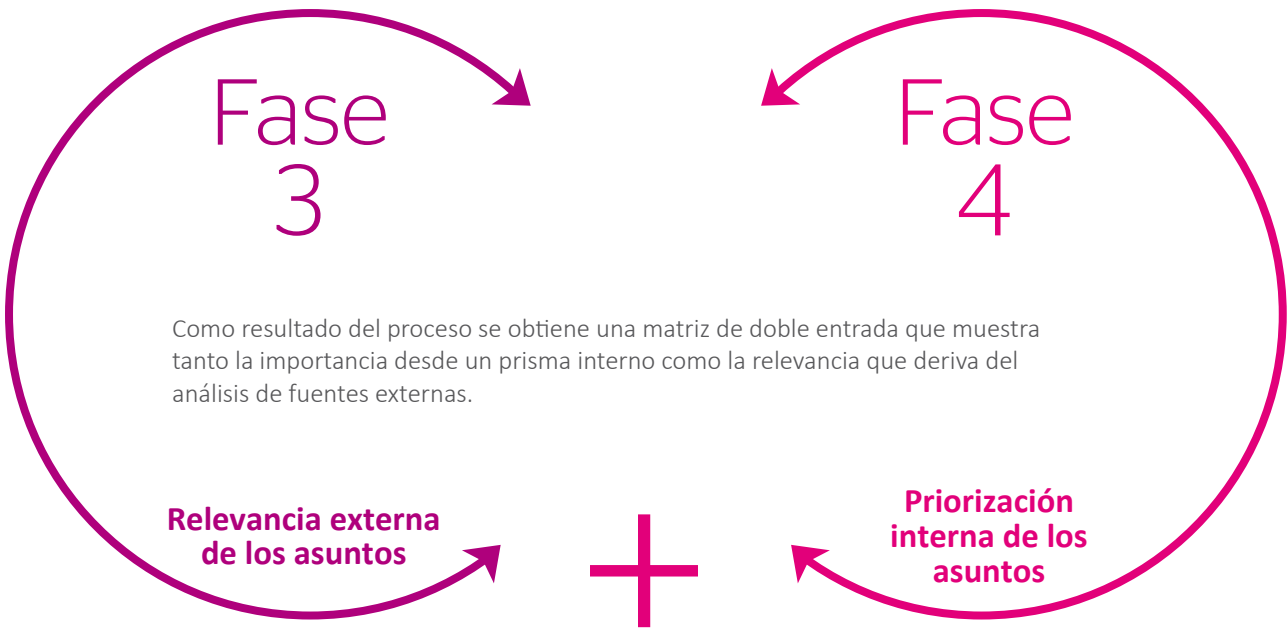 Fase
3
Fase
4
Como resultado del proceso se obtiene una matriz de doble entrada que muestra
tanto la importancia desde un prisma interno como la relevancia que deriva del
análisis de fuentes externas.
Relevancia externa
de los asuntos
+
Priorización
interna de los
asuntos